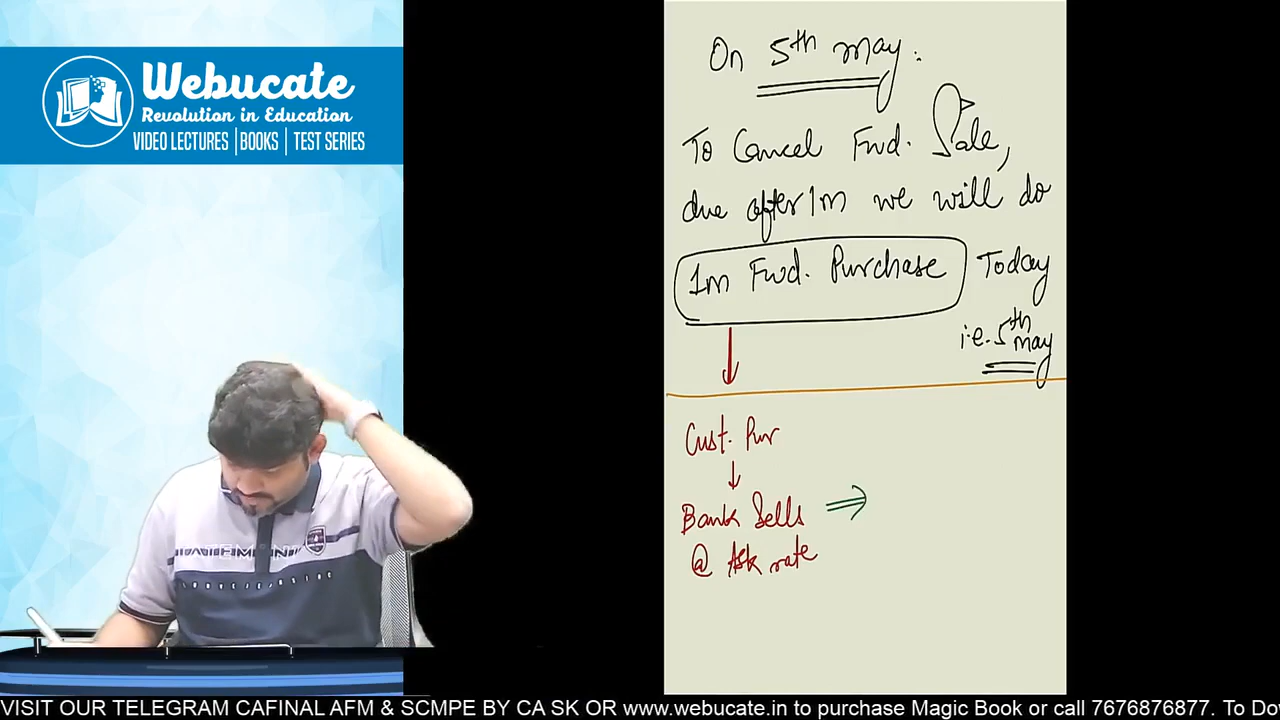 Webucate
Revolution in Education
VIDEO LECTURES | BOOKS | TEST SERIES
On 5th may:
To Cancel Fwd. Sale,
due after 1m we will do
1m Fwd. Purchase Today
i.e. 5th may
Cust. Pur
↓
Bank Sells ⇒
@ Ask rate
STATEMENT
VISIT OUR TELEGRAM CAFINAL AFM & SCMPE BY CA SK OR www.webucate.in to purchase Magic Book or call 7676876877. To Do